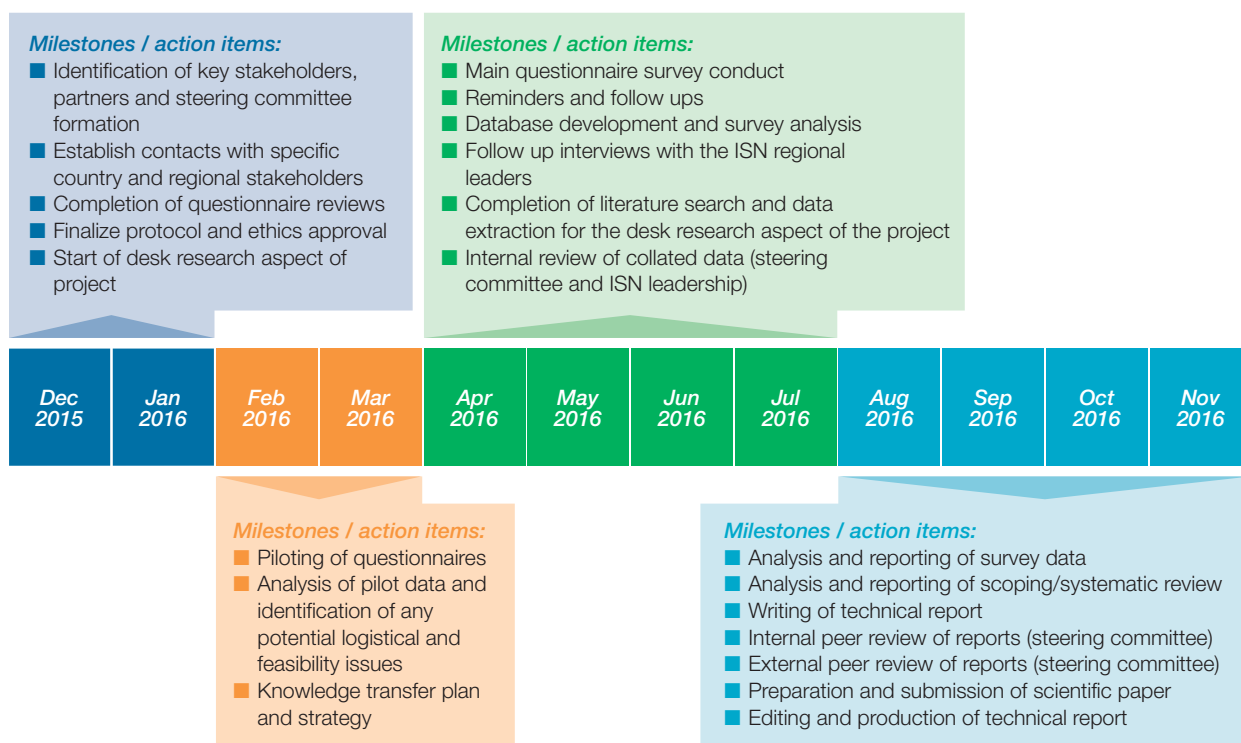 Milestones / action items:
■ Identification of key stakeholders,
partners and steering committee
formation
■ Establish contacts with specific
country and regional stakeholders
■ Completion of questionnaire reviews
■ Finalize protocol and ethics approval
■ Start of desk research aspect of
project
Milestones / action items:
■ Main questionnaire survey conduct
■ Reminders and follow ups
■ Database development and survey analysis
■ Follow up interviews with the ISN regional
leaders
■ Completion of literature search and data
extraction for the desk research aspect of the project
■ Internal review of collated data (steering
committee and ISN leadership)
Dec
2015
Jan
2016
Feb
2016
Mar
2016
Apr
2016
May
2016
Jun
2016
Jul
2016
Aug
2016
Sep
2016
Oct
2016
Nov
2016
Milestones / action items:
■ Piloting of questionnaires
■ Analysis of pilot data and
identification of any
potential logistical and
feasibility issues
■ Knowledge transfer plan
and strategy
Milestones / action items:
■ Analysis and reporting of survey data
■ Analysis and reporting of scoping/systematic review
■ Writing of technical report
■ Internal peer review of reports (steering committee)
■ External peer review of reports (steering committee)
■ Preparation and submission of scientific paper
■ Editing and production of technical report